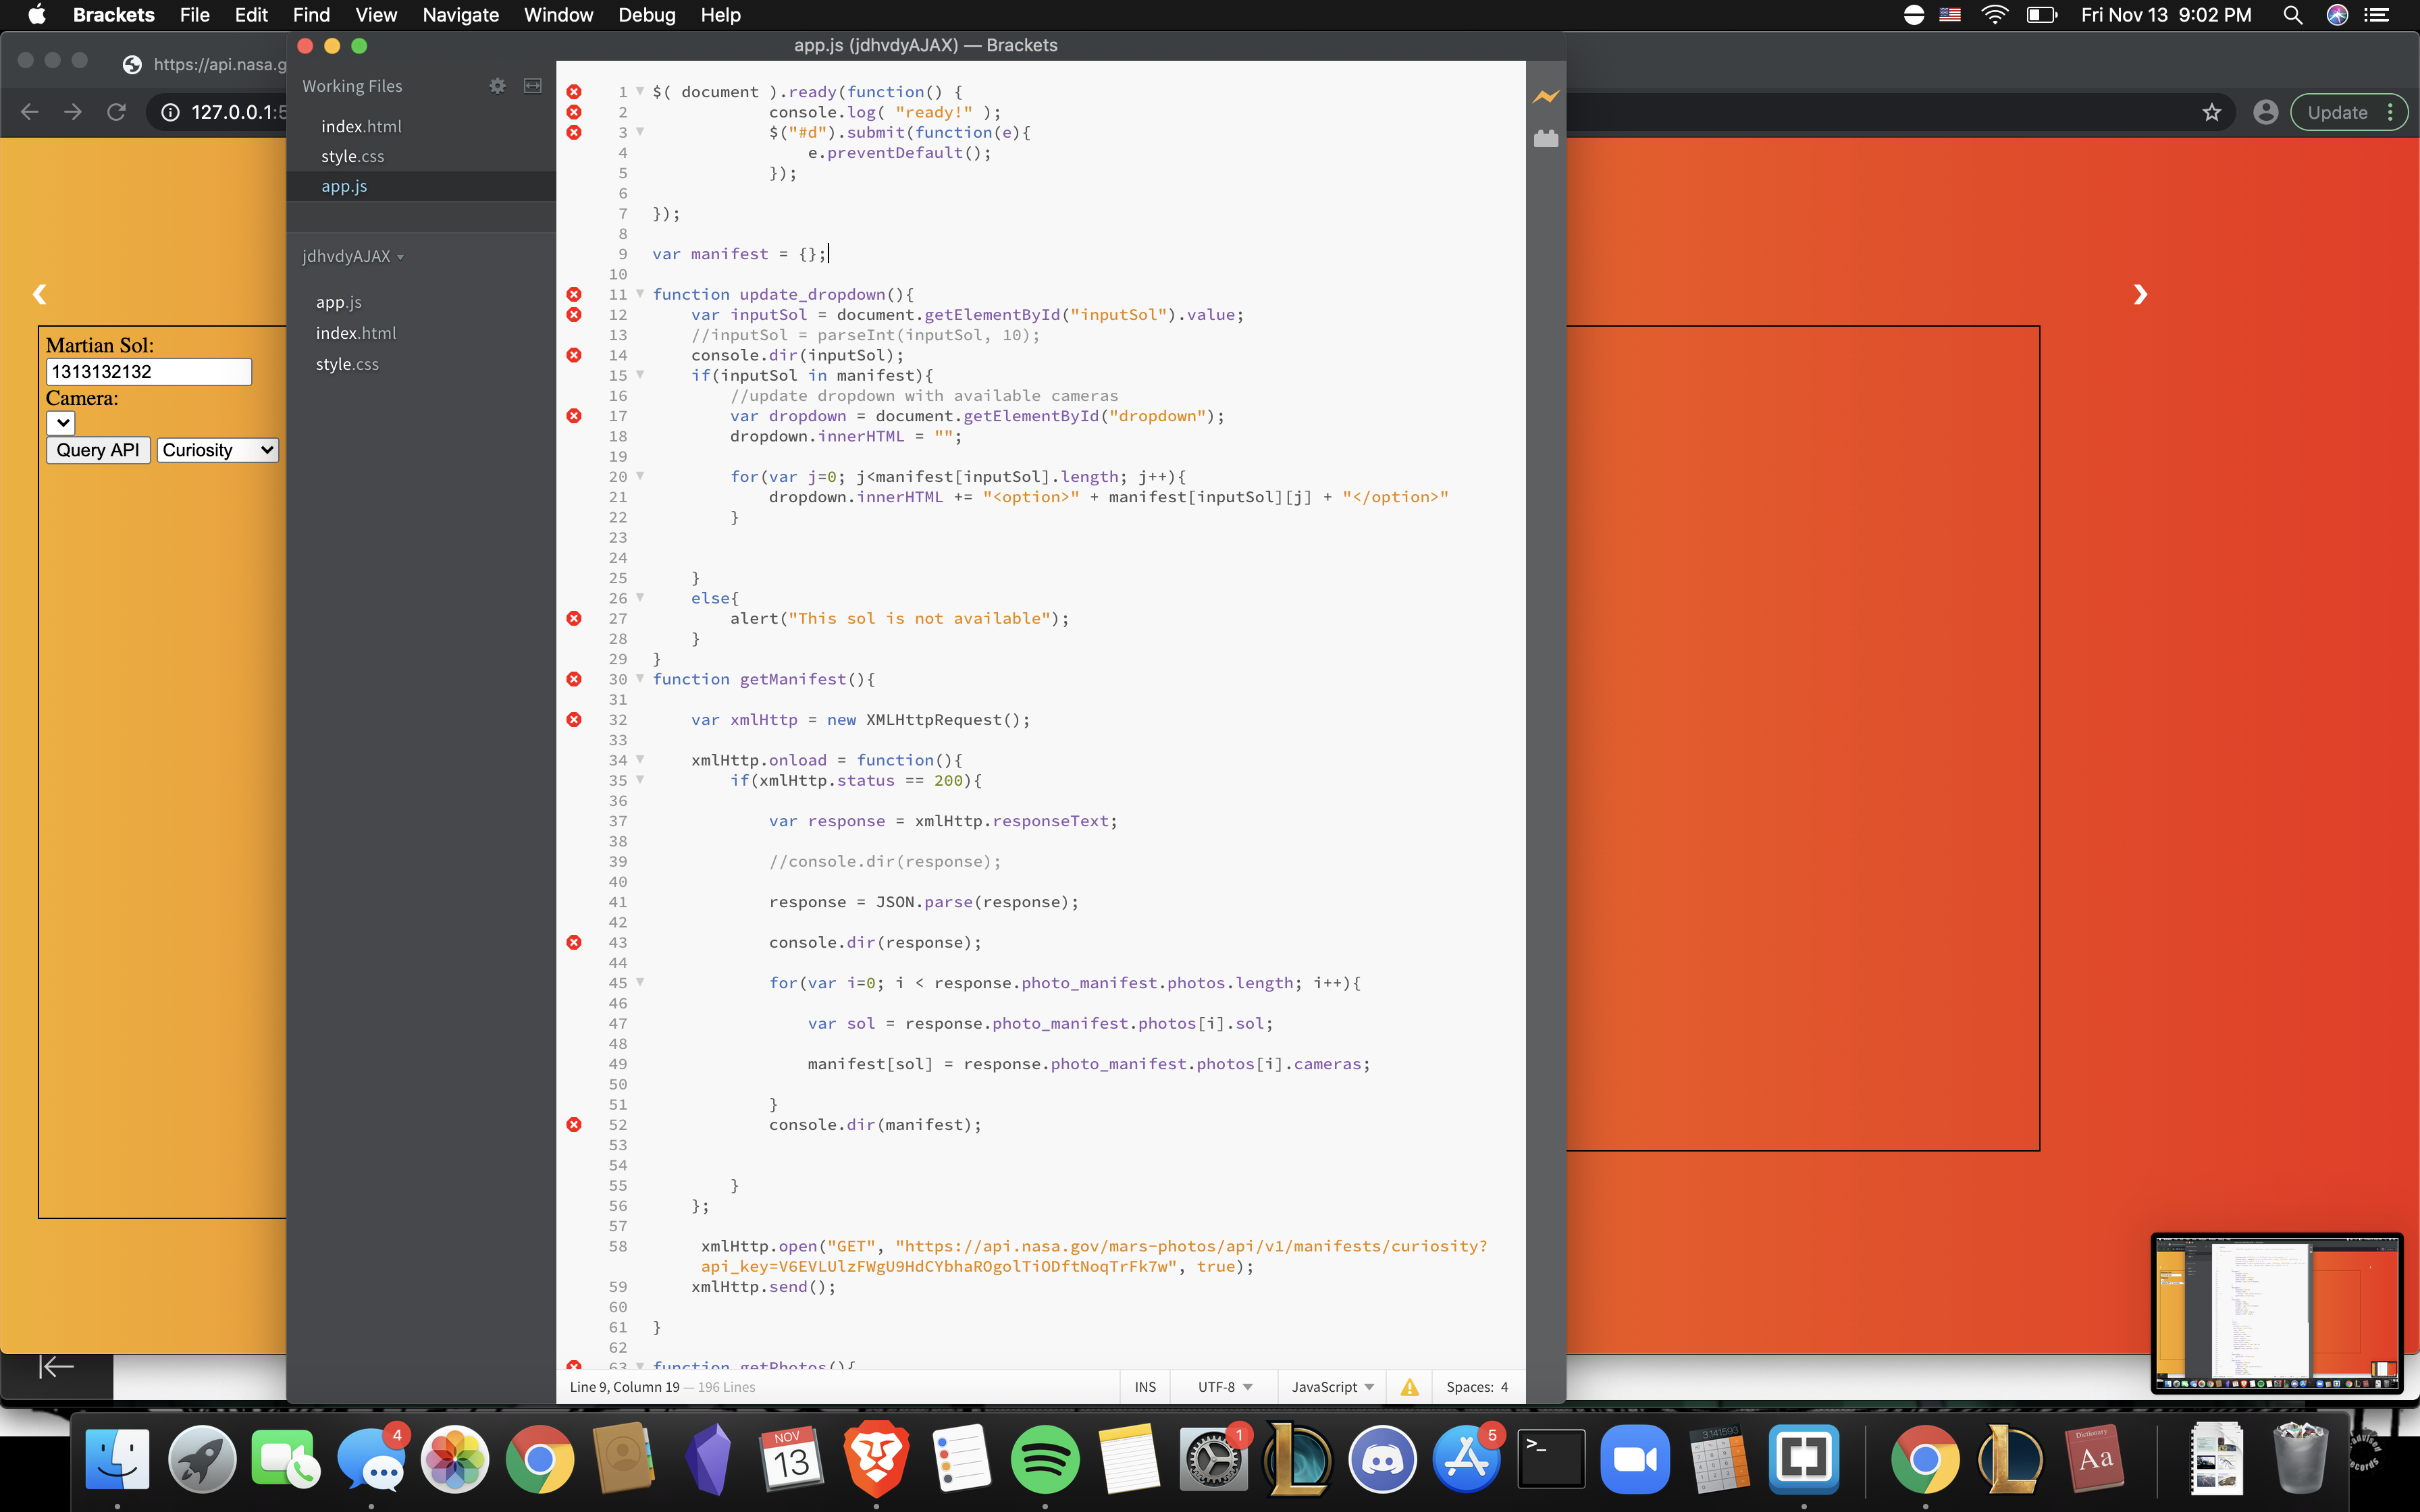 Brackets File Edit Find View Navigate Window Debug Help
Fri Nov 13 9:02 PM
app.js (jdhvdyAJAX) — Brackets
https://api.nasa.g
127.0.0.1:5
Update
Martian Sol:
1313132132
Camera:
Query API
Curiosity
Working Files
index.html
style.css
app.js
jdhvdyAJAX
app.js
index.html
style.css
1 $( document ).ready(function() {
2 console.log( "ready!" );
3 $("#d").submit(function(e){
4 e.preventDefault();
5 });
6
7 });
8
9 var manifest = {};
10
11 function update_dropdown(){
12 var inputSol = document.getElementById("inputSol").value;
13 //inputSol = parseInt(inputSol, 10);
14 console.dir(inputSol);
15 if(inputSol in manifest){
16 //update dropdown with available cameras
17 var dropdown = document.getElementById("dropdown");
18 dropdown.innerHTML = "";
19
20 for(var j=0; j<manifest[inputSol].length; j++){
21 dropdown.innerHTML += "<option>" + manifest[inputSol][j] + "</option>"
22 }
23
24
25 }
26 else{
27 alert("This sol is not available");
28 }
29 }
30 function getManifest(){
31
32 var xmlHttp = new XMLHttpRequest();
33
34 xmlHttp.onload = function(){
35 if(xmlHttp.status == 200){
36
37 var response = xmlHttp.responseText;
38
39 //console.dir(response);
40
41 response = JSON.parse(response);
42
43 console.dir(response);
44
45 for(var i=0; i < response.photo_manifest.photos.length; i++){
46
47 var sol = response.photo_manifest.photos[i].sol;
48
49 manifest[sol] = response.photo_manifest.photos[i].cameras;
50
51 }
52 console.dir(manifest);
53
54
55 }
56 };
57
58 xmlHttp.open("GET", "https://api.nasa.gov/mars-photos/api/v1/manifests/curiosity?
api_key=V6EVLUlzFWgU9HdCYbhaROgolTiODftNoqTrFk7w", true);
59 xmlHttp.send();
60
61 }
62
63 function getPhotos(){
Line 9, Column 19 — 196 Lines
INS
UTF-8
JavaScript
Spaces: 4
4
NOV
13
1
5
>_
3.141593
Dictionary
Aa